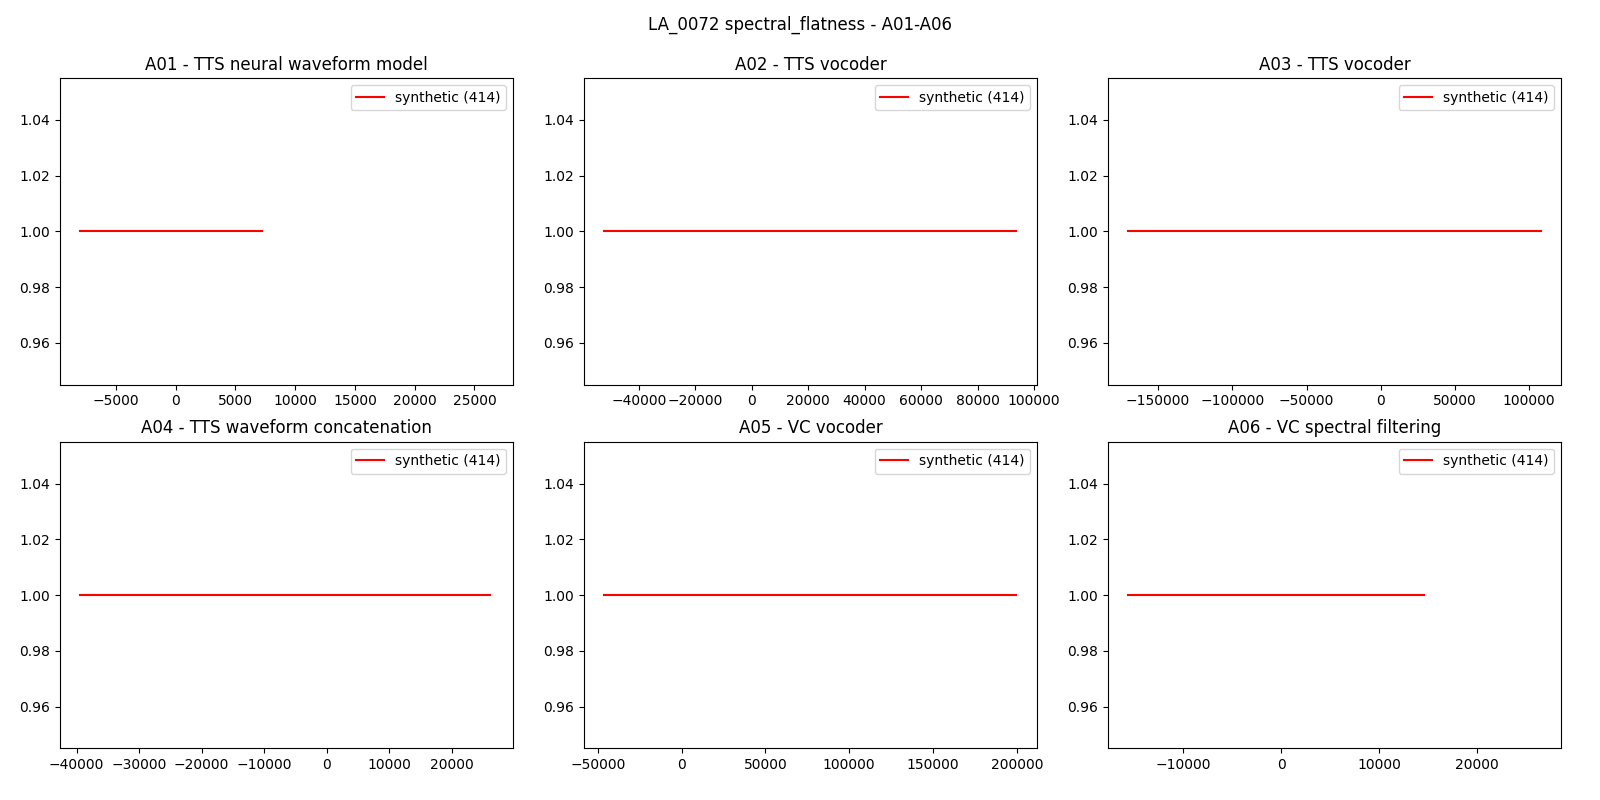 LA_0072 spectral_flatness - A01-A06
A01 - TTS neural waveform model
synthetic (414)
1.04
1.02
1.00
0.98
0.96
−5000 0 5000 10000 15000 20000 25000
A02 - TTS vocoder
synthetic (414)
1.04
1.02
1.00
0.98
0.96
−40000 −20000 0 20000 40000 60000 80000 100000
A03 - TTS vocoder
synthetic (414)
1.04
1.02
1.00
0.98
0.96
−150000 −100000 −50000 0 50000 100000
A04 - TTS waveform concatenation
synthetic (414)
1.04
1.02
1.00
0.98
0.96
−40000 −30000 −20000 −10000 0 10000 20000
A05 - VC vocoder
synthetic (414)
1.04
1.02
1.00
0.98
0.96
−50000 0 50000 100000 150000 200000
A06 - VC spectral filtering
synthetic (414)
1.04
1.02
1.00
0.98
0.96
−10000 0 10000 20000